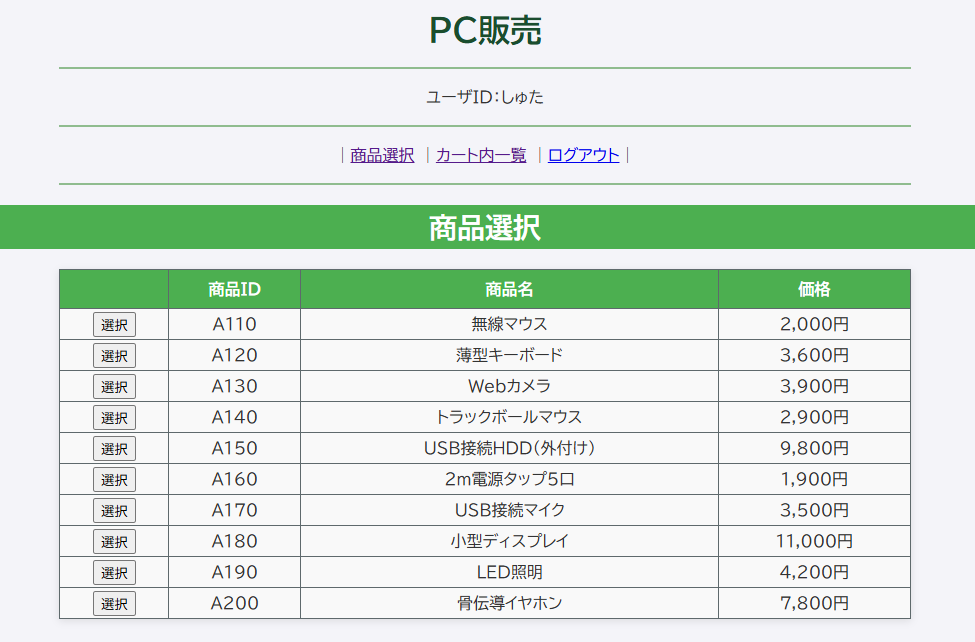 PC販売
ユーザID：しゅた
｜商品選択 ｜カート内一覧 ｜ログアウト｜
商品選択
商品ID 商品名 価格
選択 A110 無線マウス 2,000円
選択 A120 薄型キーボード 3,600円
選択 A130 Webカメラ 3,900円
選択 A140 トラックボールマウス 2,900円
選択 A150 USB接続HDD（外付け） 9,800円
選択 A160 2m電源タップ5口 1,900円
選択 A170 USB接続マイク 3,500円
選択 A180 小型ディスプレイ 11,000円
選択 A190 LED照明 4,200円
選択 A200 骨伝導イヤホン 7,800円